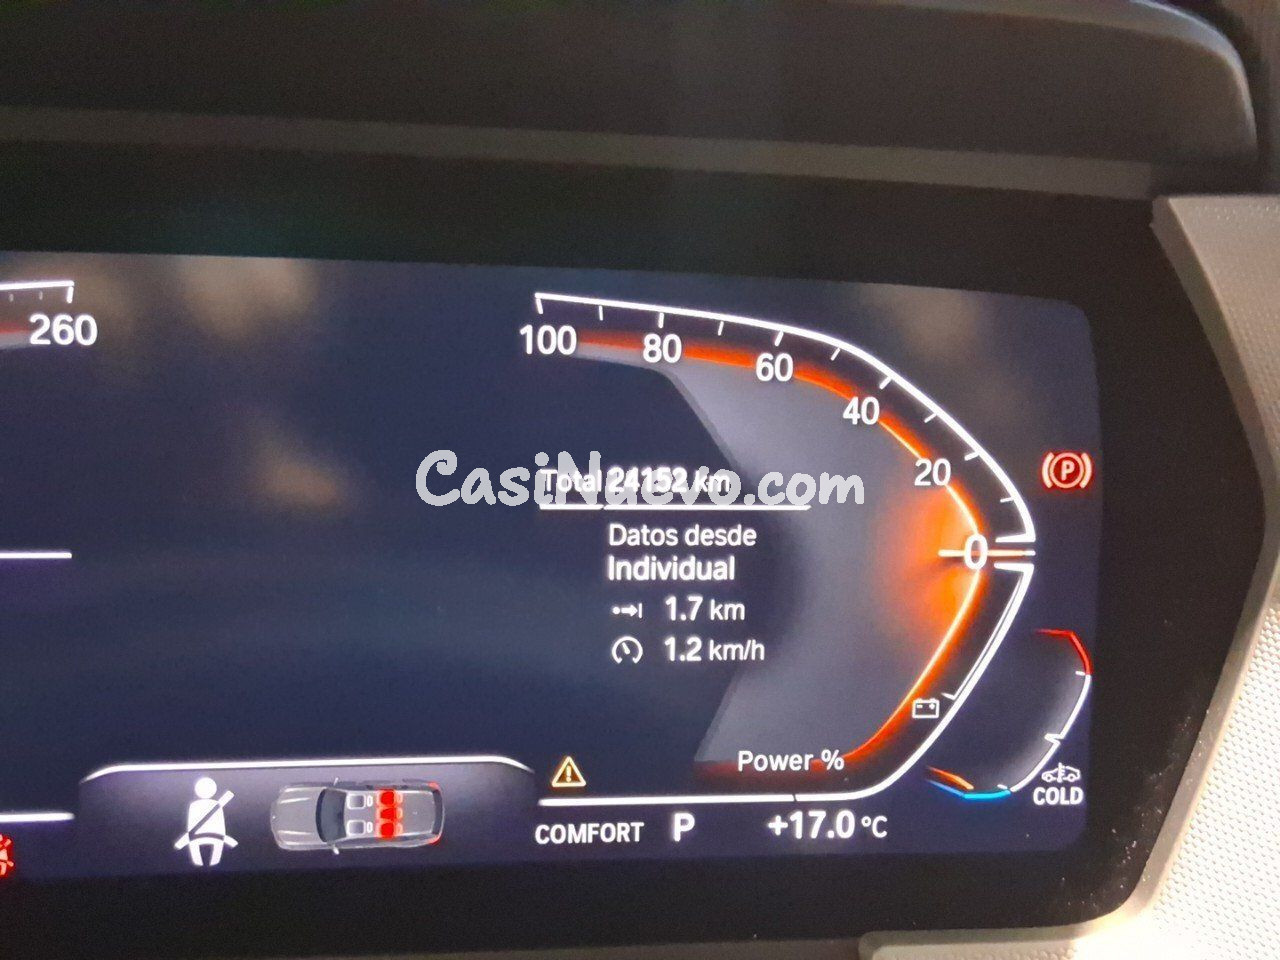 260
100
80
60
40
20
0
P
CasiNuevo.com
Total 24152 km
Datos desde
Individual
1.7 km
1.2 km/h
Power %
COLD
COMFORT P +17.0 °C